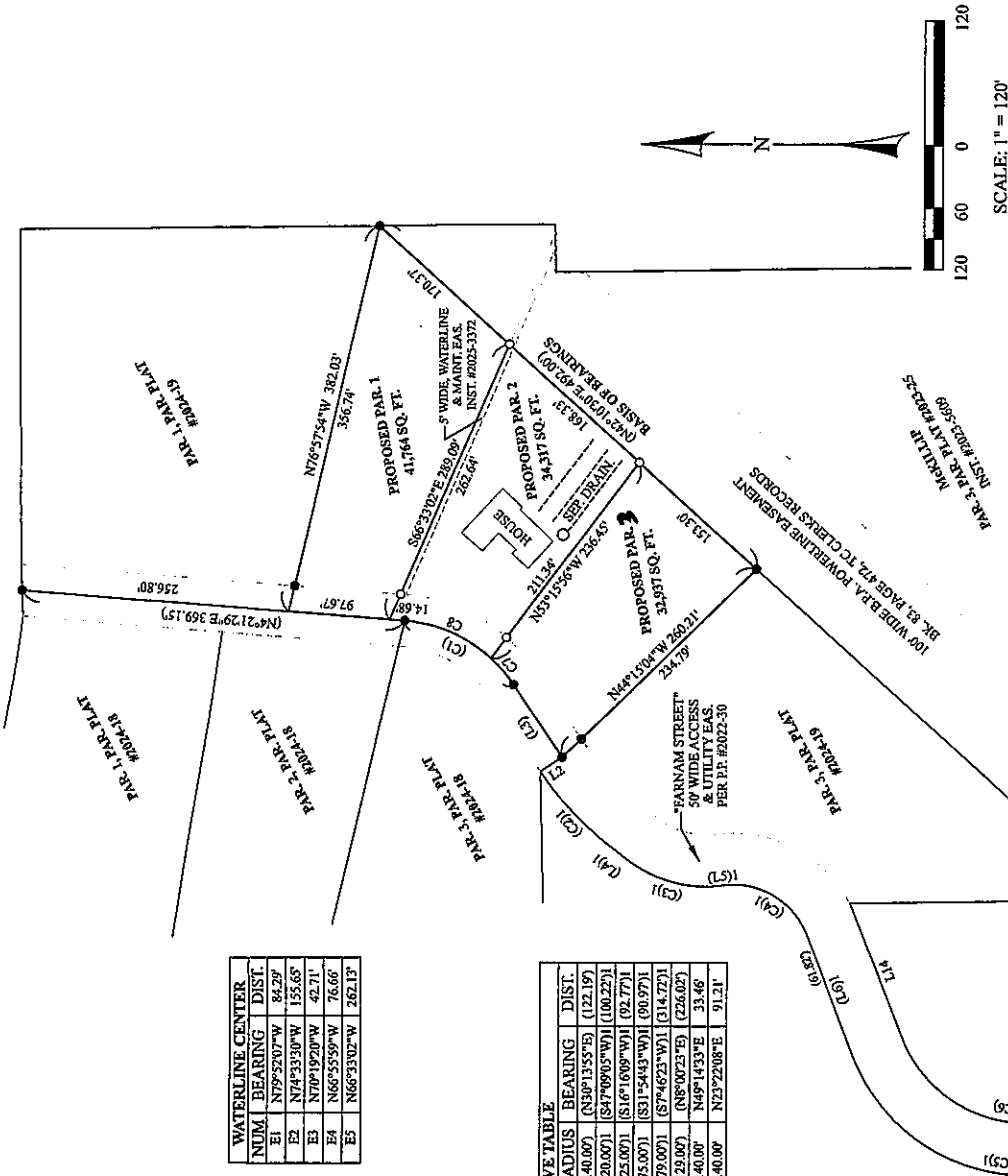 PAR. 1, PAR. PLAT
#2024-19
N76°57'54"W 382.03'
356.74'
256.80'
(N4°21'29"E 369.15')
97.67'
14.68'
PAR. 1, PAR. PLAT
#2024-18
PAR. 2, PAR. PLAT
#2024-18
PAR. 3, PAR. PLAT
#2024-18
PROPOSED PAR. 1
41,764 SQ. FT.
170.37'
5' WIDE, WATERLINE
& MAINT. EAS.
INST. #2025-3372
S66°33'02"E 289.09'
262.64'
PROPOSED PAR. 2
34,317 SQ. FT.
168.33'
(N42°10'30"E 492.00')
BASIS OF BEARINGS
HOUSE
SEP. DRAIN
C8
(C1)
C7
211.34'
N53°15'56"W 236.45'
PROPOSED PAR. 3
32,937 SQ. FT.
153.30'
N44°15'04"W 260.21'
234.79'
(L3)
L2
100' WIDE B.P.A. POWERLINE EASEMENT
BK. 83, PAGE 472, TC CLERKS RECORDS
McKILLIP
PAR. 3, PAR. PLAT #2023-25
INST. #2023-5609
PAR. 3, PAR. PLAT
#2024-19
"FARNAM STREET"
50' WIDE ACCESS
& UTILITY EAS.
PER P.P. #2022-30
(C2)1
(L4)1
(C3)1
(L5)1
(C4)1
(61.82')
(L6)1
L14
(C5)1
C6
N
120 60 0 120
SCALE: 1" = 120'
WATERLINE CENTER
NUM BEARING DIST.
E1 N79°52'07"W 84.29'
E2 N74°33'30"W 155.65'
E3 N70°19'20"W 42.71'
E4 N66°55'59"W 76.66'
E5 N66°33'02"W 262.13'
VE TABLE
ADIUS BEARING DIST.
40.00') (N30°13'55"E) (122.19')
20.00')1 (S47°09'05"W)1 (100.22')1
25.00')1 (S16°16'09"W)1 (92.77')1
5.00')1 (S31°54'43"W)1 (90.97')1
79.00')1 (S7°46'23"W)1 (314.72')1
29.00') (N8°00'23"E) (226.02')
40.00' N49°14'33"E 33.46'
40.00' N23°22'08"E 91.21'